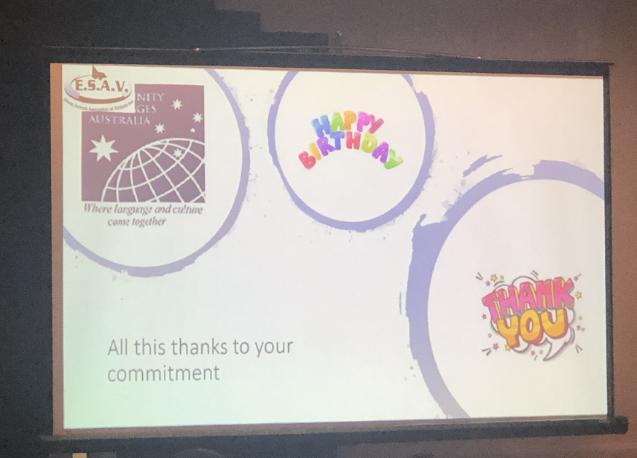 E.S.A.V.
NITY
GES
AUSTRALIA
Where language and culture
come together
HAPPY
BIRTHDAY
THANK
YOU
All this thanks to your
commitment